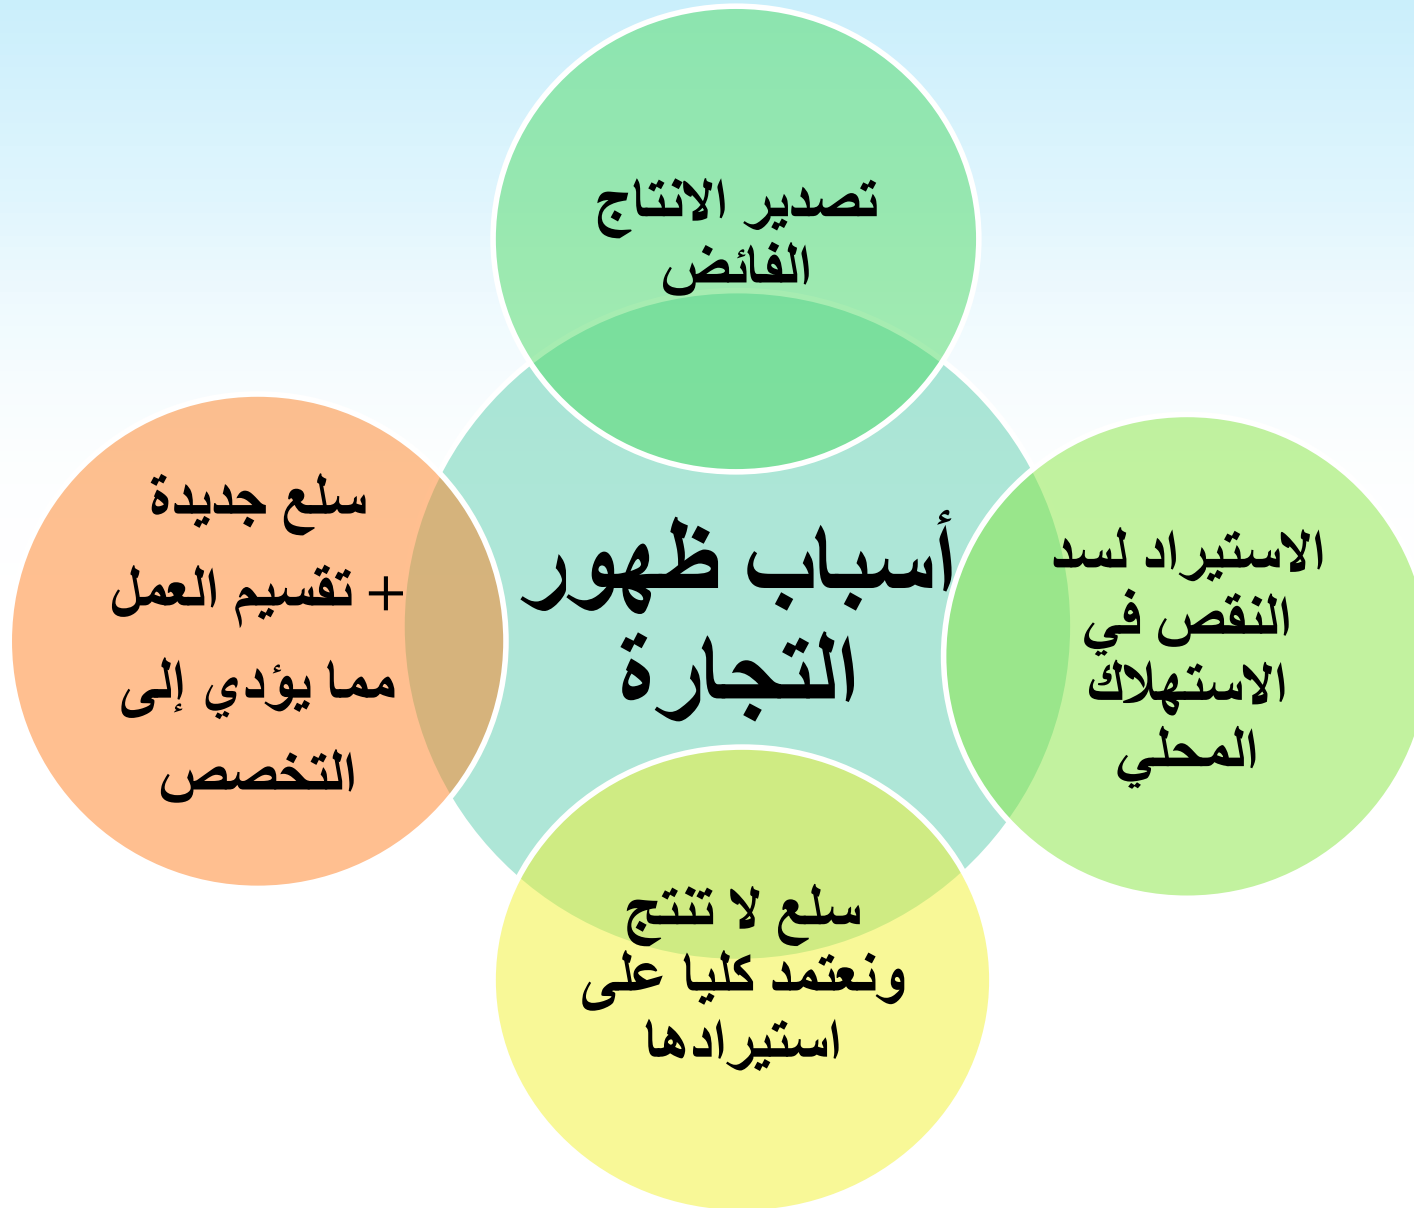 تصدير الانتاج
الفائض
أسباب ظهور
التجارة
الاستيراد لسد
النقص في
الاستهلاك
المحلي
سلع لا تنتج
ونعتمد كليا على
استيرادها
سلع جديدة
+ تقسيم العمل
مما يؤدي إلى
التخصص